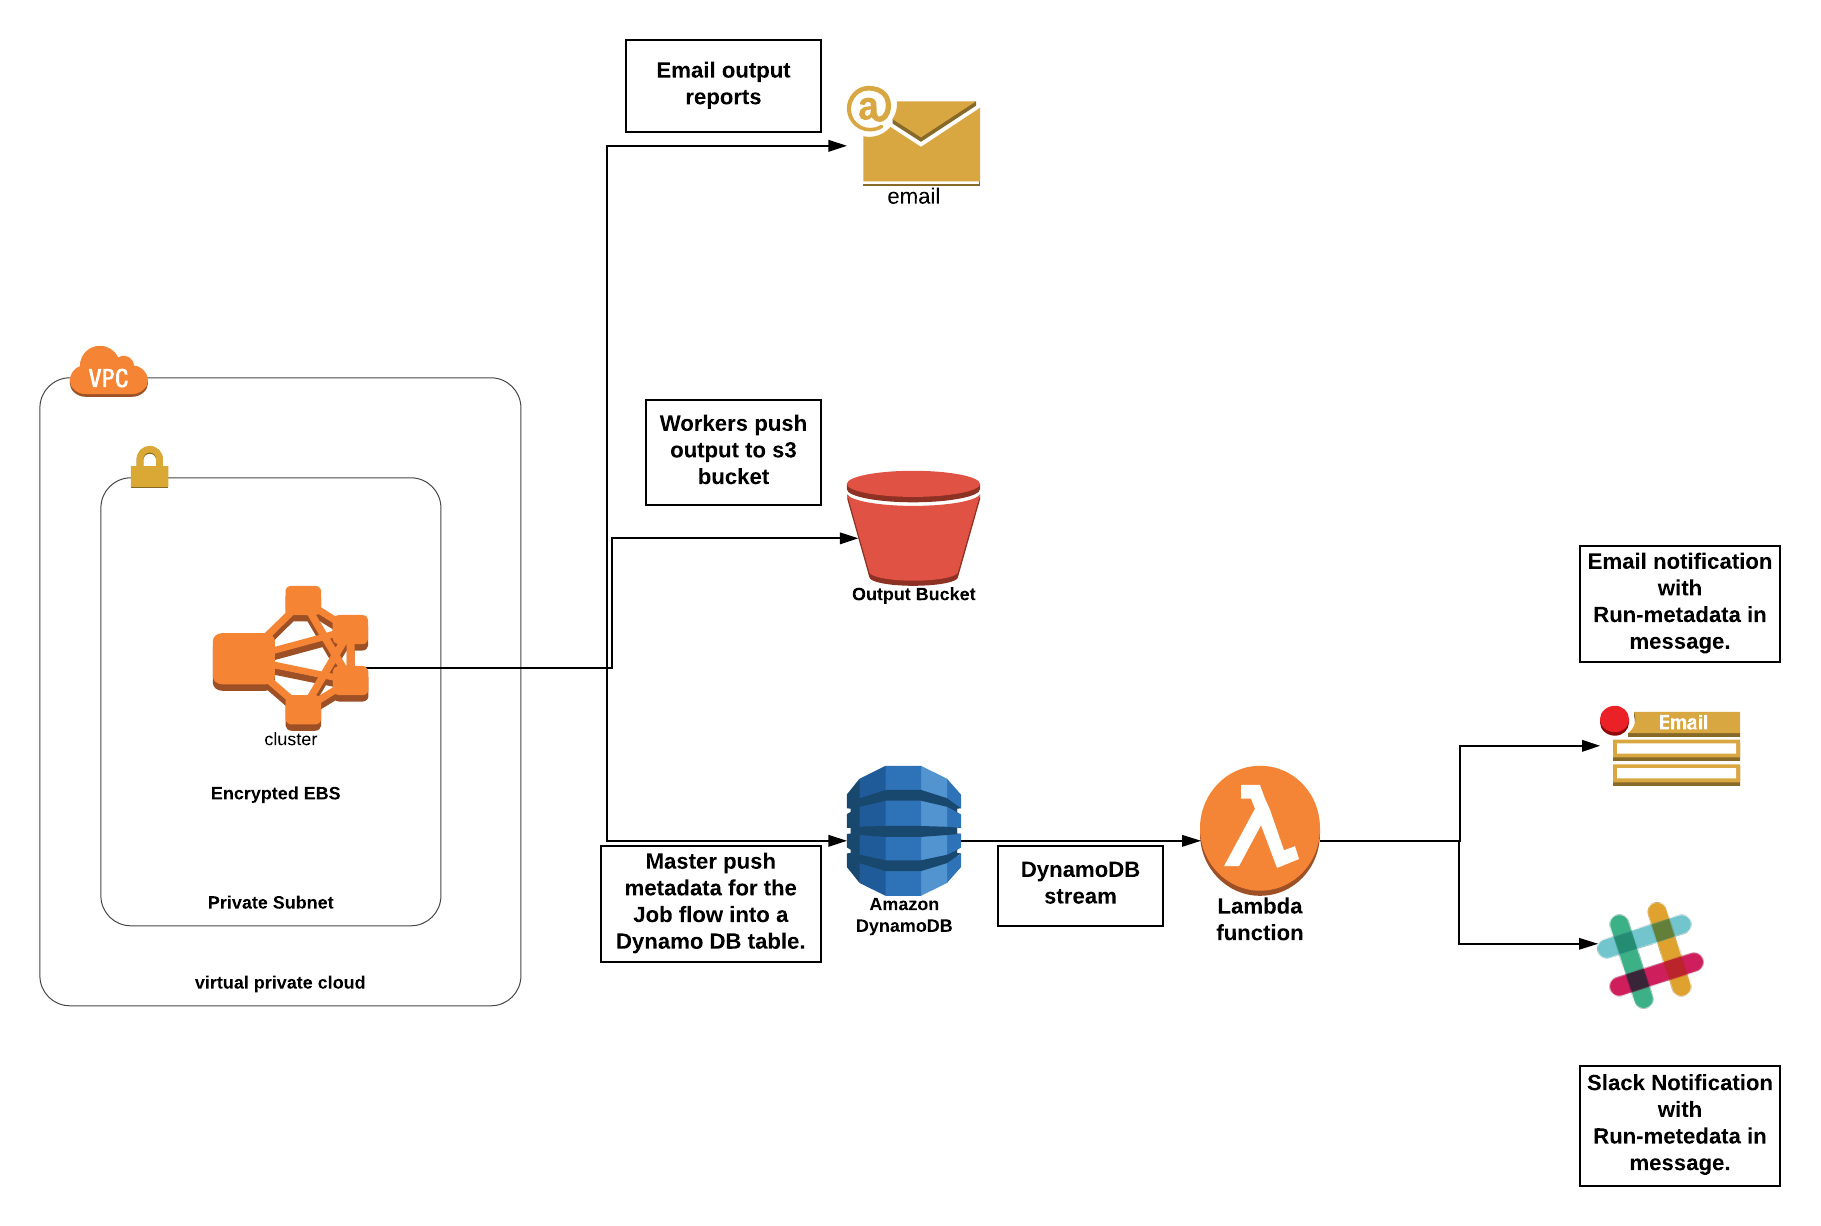 Email output
reports
@
email
VPC
Workers push
output to s3
bucket
Output Bucket
cluster
Encrypted EBS
Private Subnet
virtual private cloud
Master push
metadata for the
Job flow into a
Dynamo DB table.
Amazon
DynamoDB
DynamoDB
stream
λ
Lambda
function
Email notification
with
Run-metadata in
message.
Email
Slack Notification
with
Run-metedata in
message.